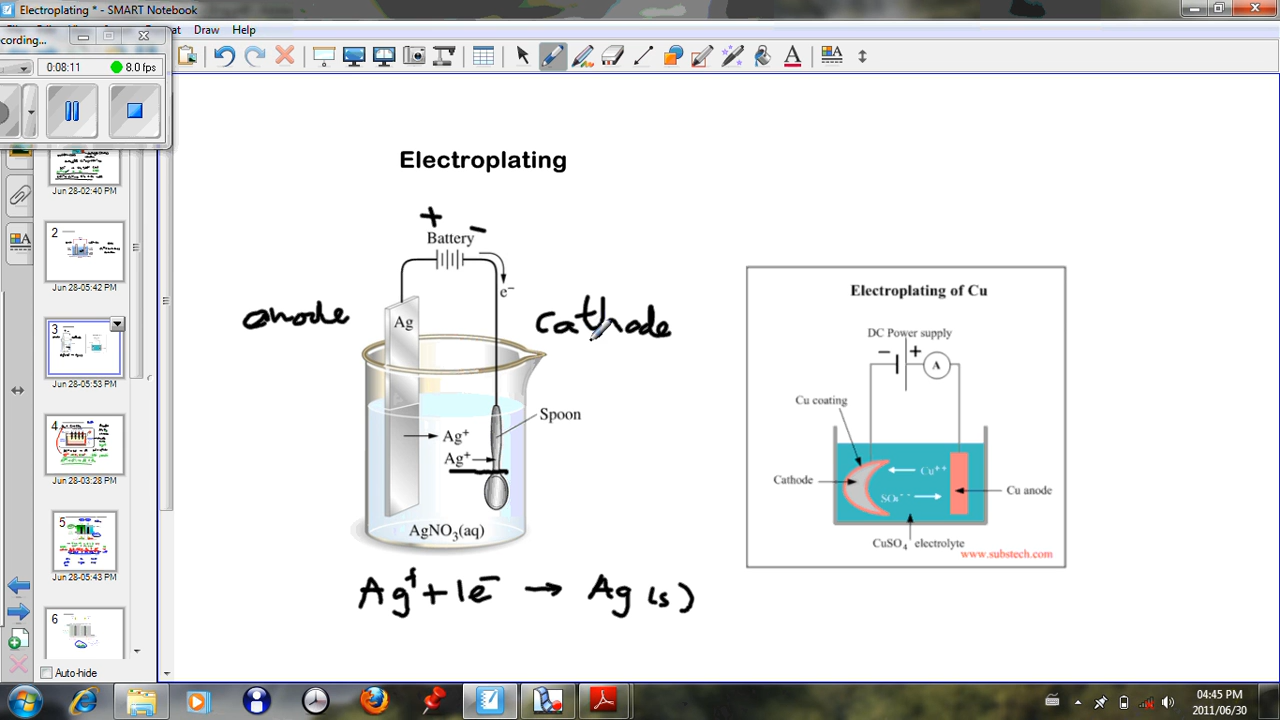 Electroplating * - SMART Notebook
Draw
Help
cording...
0:08:11
8.0 fps
Jun 28-02:40 PM
2
Jun 28-05:42 PM
3
Jun 28-05:53 PM
4
Jun 28-03:28 PM
5
Jun 28-05:43 PM
6
Auto-hide
Electroplating
+
Battery -
e⁻
anode
cathode
Ag
Spoon
Ag⁺
Ag⁺
AgNO₃(aq)
Ag⁺ + 1e⁻ → Ag (s)
Electroplating of Cu
DC Power supply
- +
A
Cu coating
Cu⁺⁺
Cathode
SO₄⁻⁻
Cu anode
CuSO₄ electrolyte
www.substech.com
04:45 PM
2011/06/30